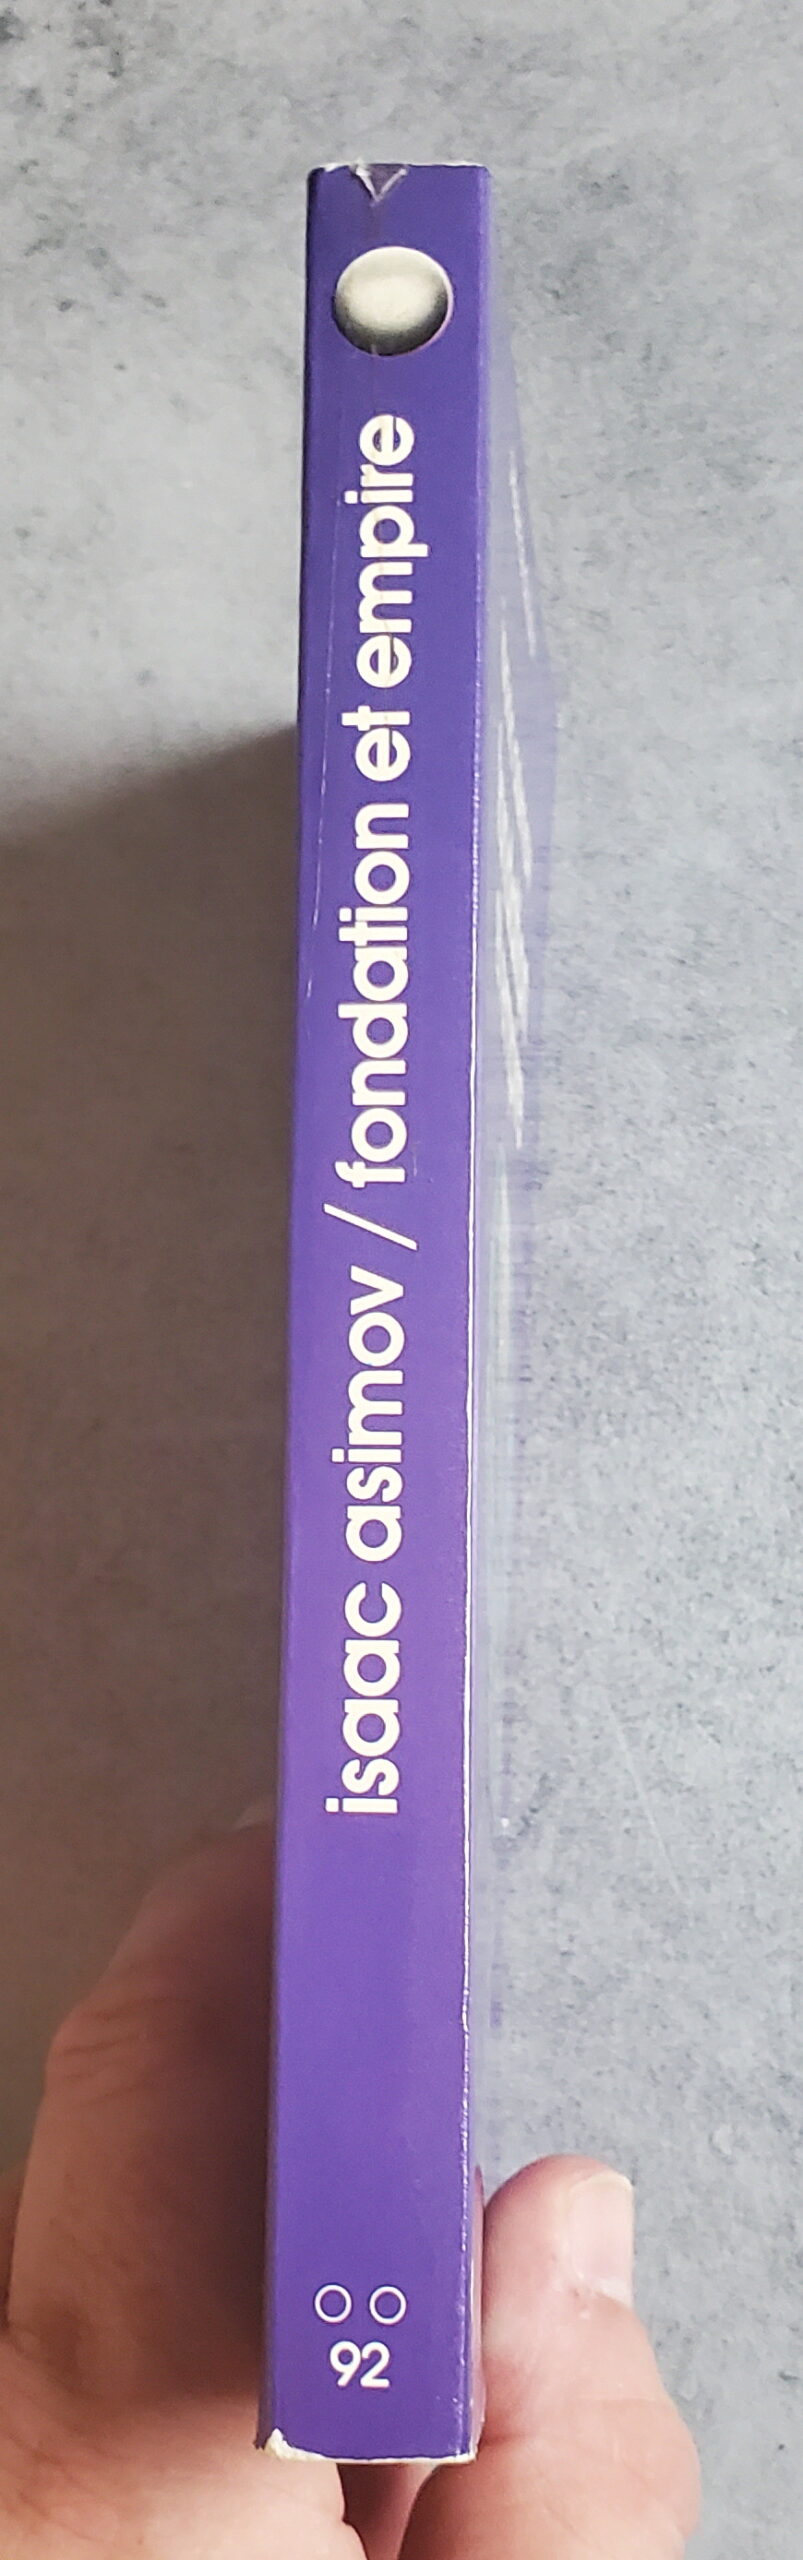 isaac asimov / fondation et empire
92